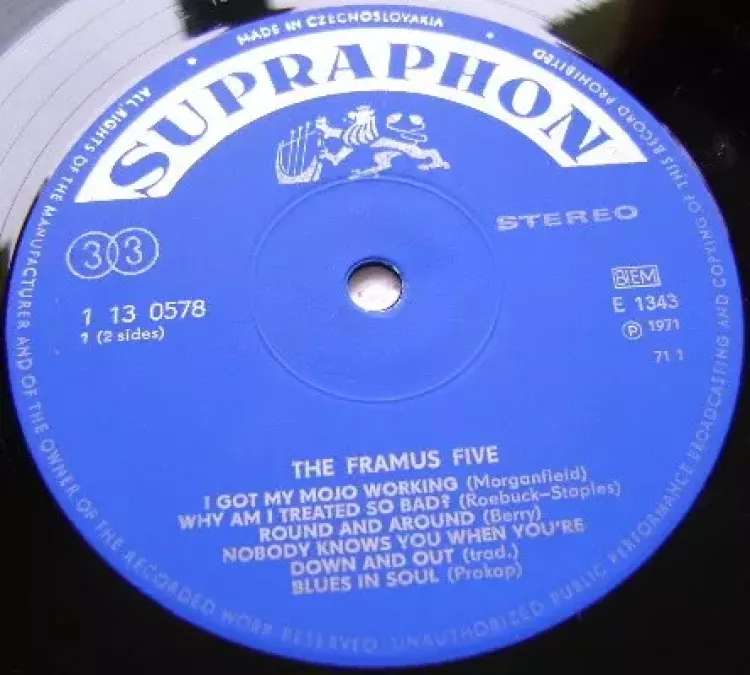 MADE IN CZECHOSLOVAKIA
SUPRAPHON
ALL RIGHTS OF THE MANUFACTURER AND OF THE OWNER OF THE RECORDED WORK RESERVED. UNAUTHORIZED PUBLIC PERFORMANCE BROADCASTING AND COPYING OF THIS RECORD PROHIBITED
STEREO
33
BIEM
1 13 0578
E 1343
1 (2 sides)
Ⓟ 1971
71 1
THE FRAMUS FIVE
I GOT MY MOJO WORKING (Morganfield)
WHY AM I TREATED SO BAD? (Roebuck–Staples)
ROUND AND AROUND (Berry)
NOBODY KNOWS YOU WHEN YOU'RE
DOWN AND OUT (trad.)
BLUES IN SOUL (Prokop)